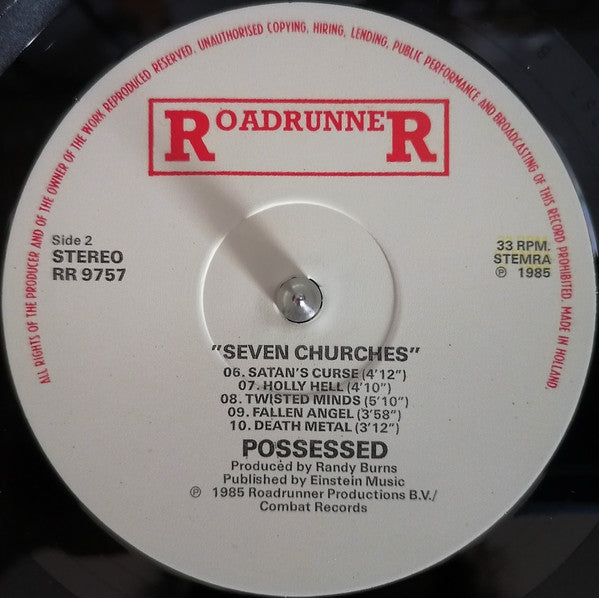 ALL RIGHTS OF THE PRODUCER AND OF THE OWNER OF THE WORK REPRODUCED RESERVED. UNAUTHORISED COPYING, HIRING, LENDING, PUBLIC PERFORMANCE AND BROADCASTING OF THIS RECORD PROHIBITED. MADE IN HOLLAND.
ROADRUNNER
Side 2
STEREO
RR 9757
33 RPM.
STEMRA
℗ 1985
"SEVEN CHURCHES"
06. SATAN'S CURSE (4'12")
07. HOLLY HELL (4'10")
08. TWISTED MINDS (5'10")
09. FALLEN ANGEL (3'58")
10. DEATH METAL (3'12")
POSSESSED
Produced by Randy Burns
Published by Einstein Music
℗ 1985 Roadrunner Productions B.V./
Combat Records